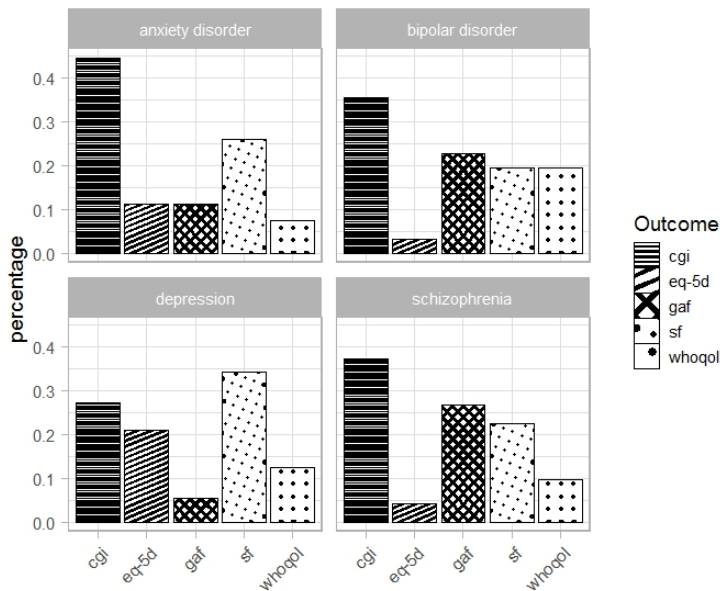 anxiety disorder
bipolar disorder
0.4
0.3
0.2
0.1
0.0
depression
schizophrenia
0.4
0.3
0.2
0.1
0.0
percentage
cgi
eq-5d
gaf
sf
whoqol
cgi
eq-5d
gaf
sf
whoqol
Outcome
cgi
eq-5d
gaf
sf
whoqol